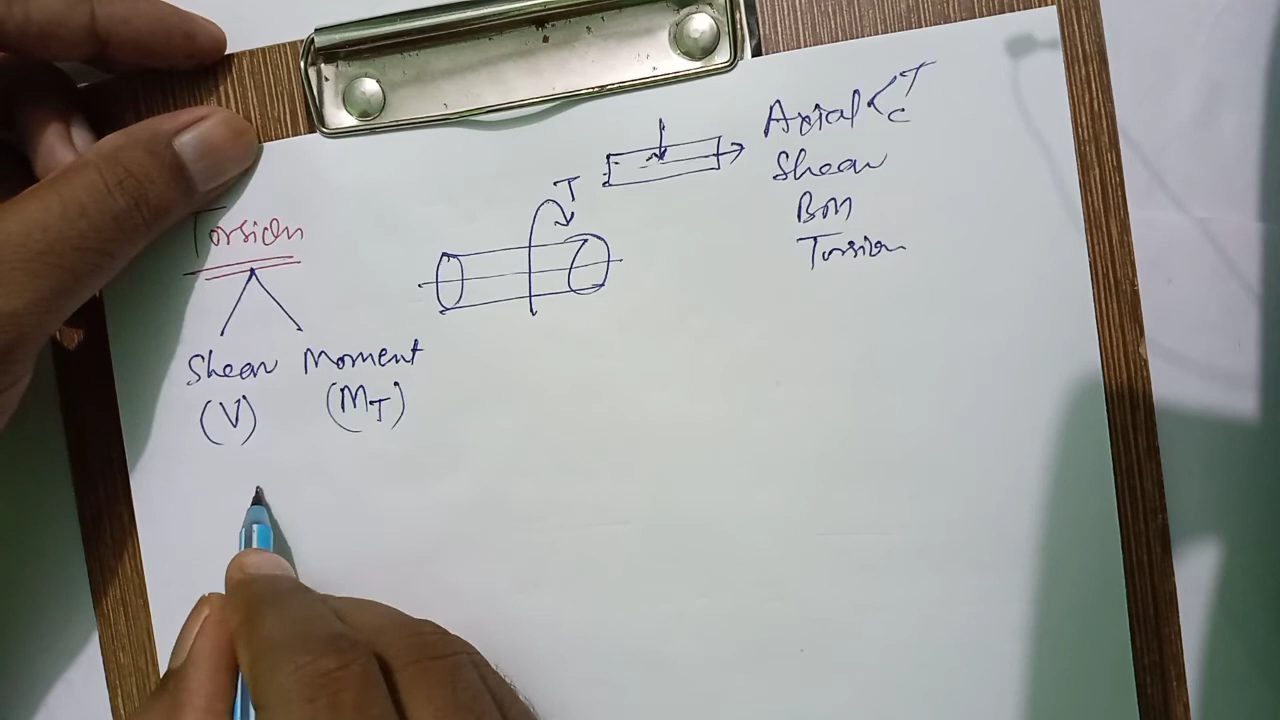 Axial < T
C
Shear
BM
Torsion
T
Torsion
Shear Moment
(V) (MT)